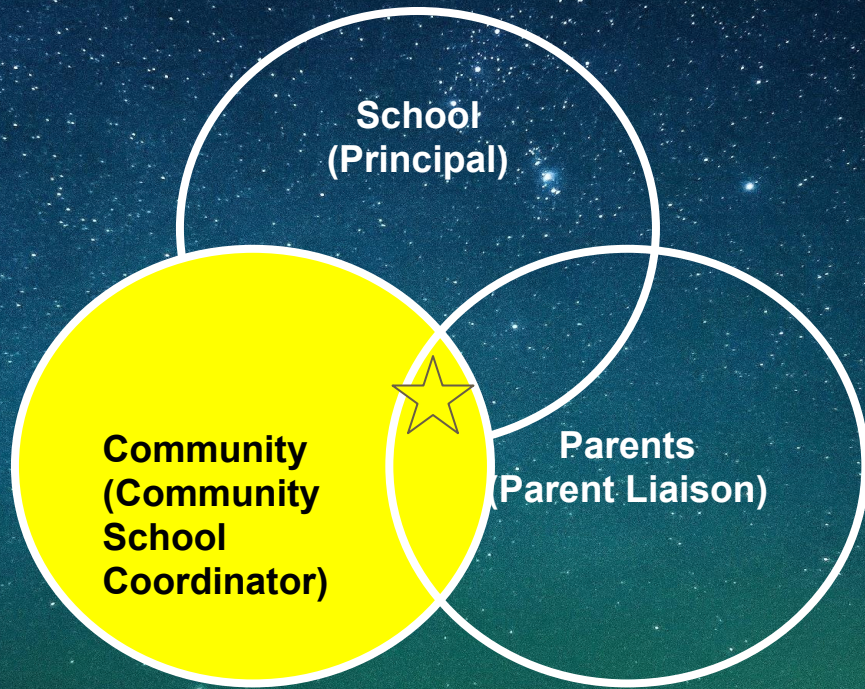 School
(Principal)
Community
(Community
School
Coordinator)
Parents
(Parent Liaison)